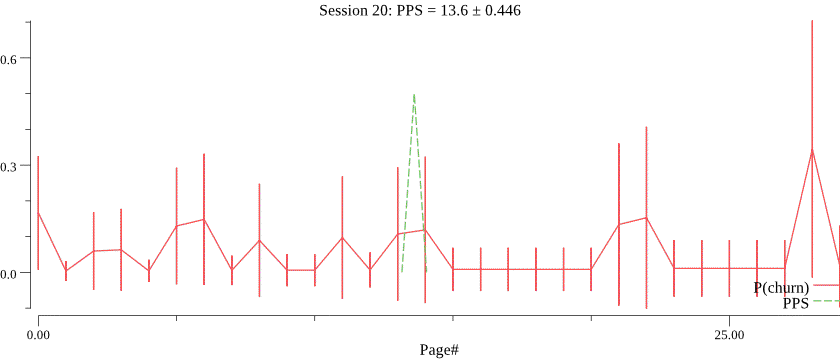 Session 20: PPS = 13.6 ± 0.446
0.6
0.3
0.0
P(churn)
PPS
0.00
25.00
Page#